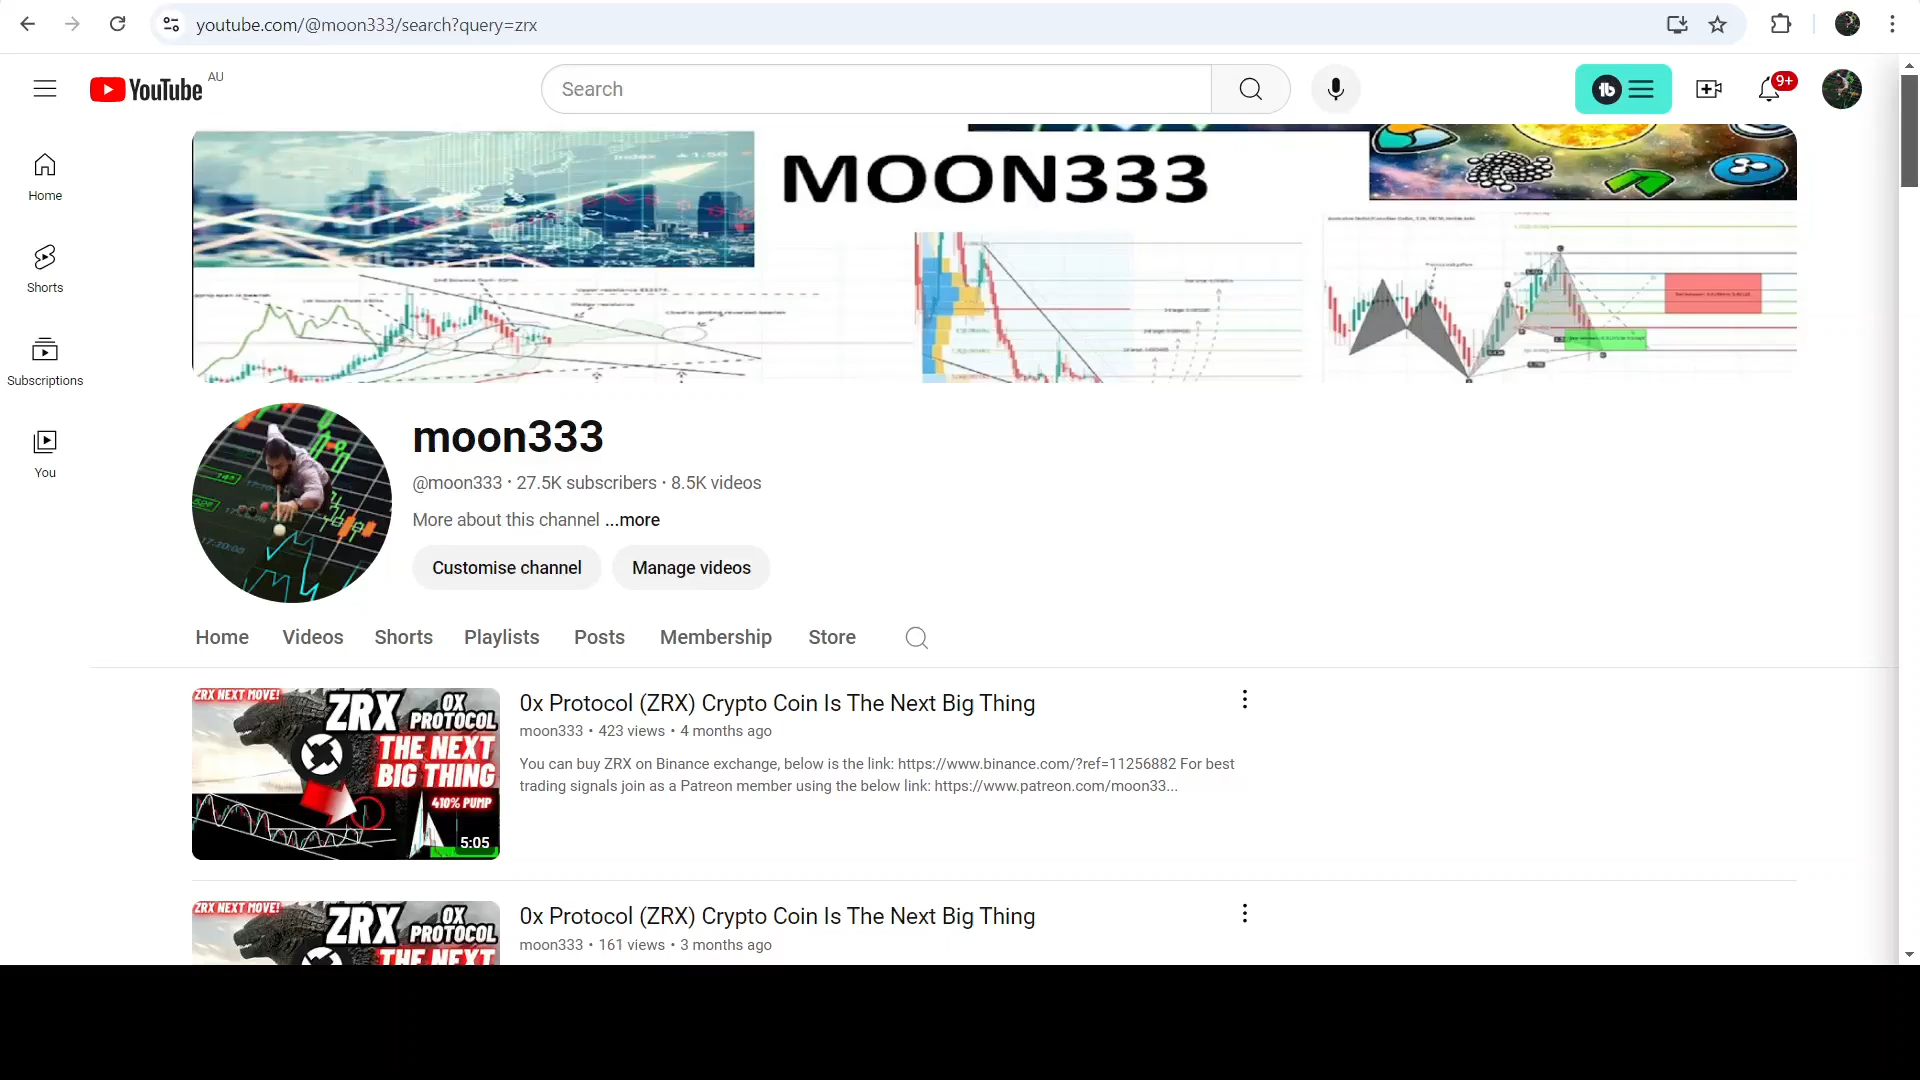 youtube.com/@moon333/search?query=zrx
YouTube AU
Search
9+
Home
Shorts
Subscriptions
You
MOON333
moon333
@moon333 • 27.5K subscribers • 8.5K videos
More about this channel ...more
Customise channel
Manage videos
Home Videos Shorts Playlists Posts Membership Store
ZRX NEXT MOVE!
ZRX 0X PROTOCOL
THE NEXT
BIG THING
410% PUMP
5:05
0x Protocol (ZRX) Crypto Coin Is The Next Big Thing
moon333 • 423 views • 4 months ago
You can buy ZRX on Binance exchange, below is the link: https://www.binance.com/?ref=11256882 For best
trading signals join as a Patreon member using the below link: https://www.patreon.com/moon33...
ZRX NEXT MOVE!
ZRX 0X PROTOCOL
THE NEXT
0x Protocol (ZRX) Crypto Coin Is The Next Big Thing
moon333 • 161 views • 3 months ago